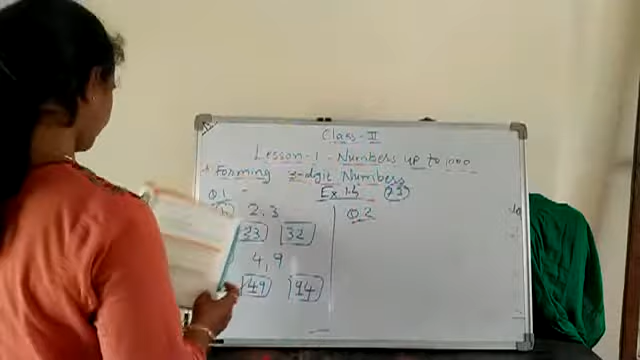 Class - II
Lesson - 1 - Numbers up to 1000
* Forming 2-digit Numbers
Q.1 Ex 1.5
2.3 Q.2
23 32
4,9
49 94